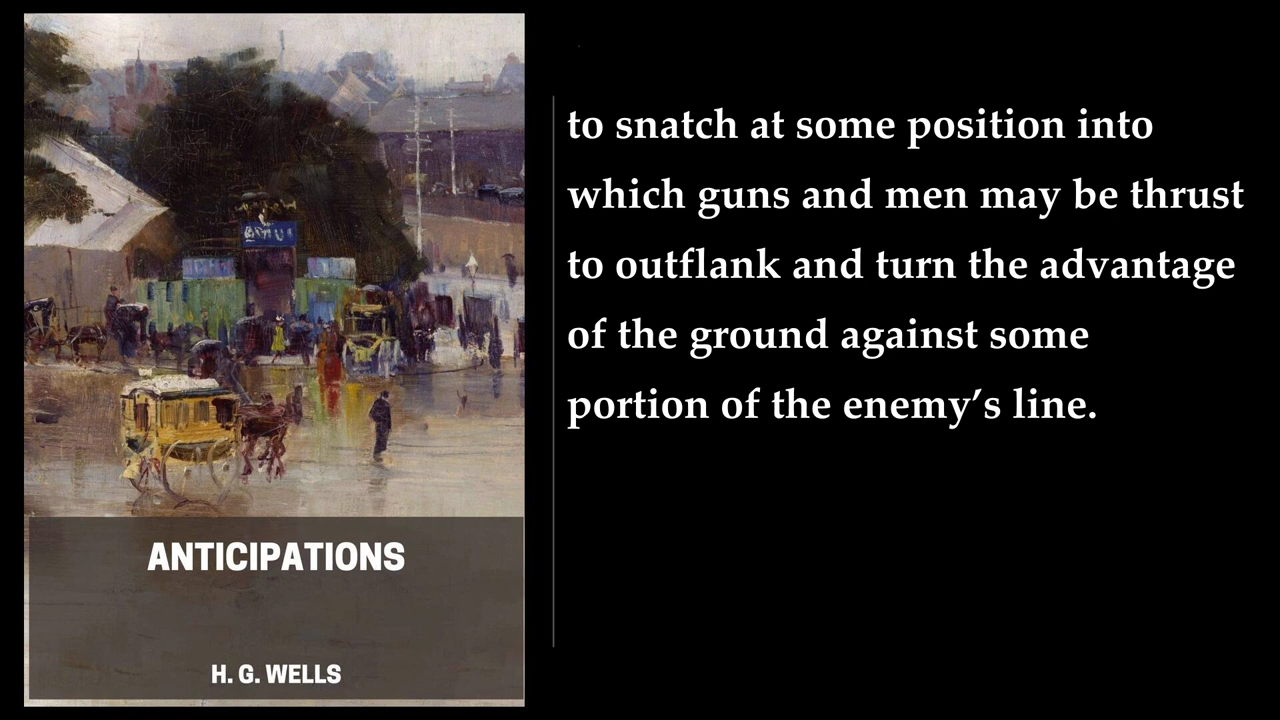 to snatch at some position into
which guns and men may be thrust
to outflank and turn the advantage
of the ground against some
portion of the enemy’s line.
ANTICIPATIONS
H. G. WELLS